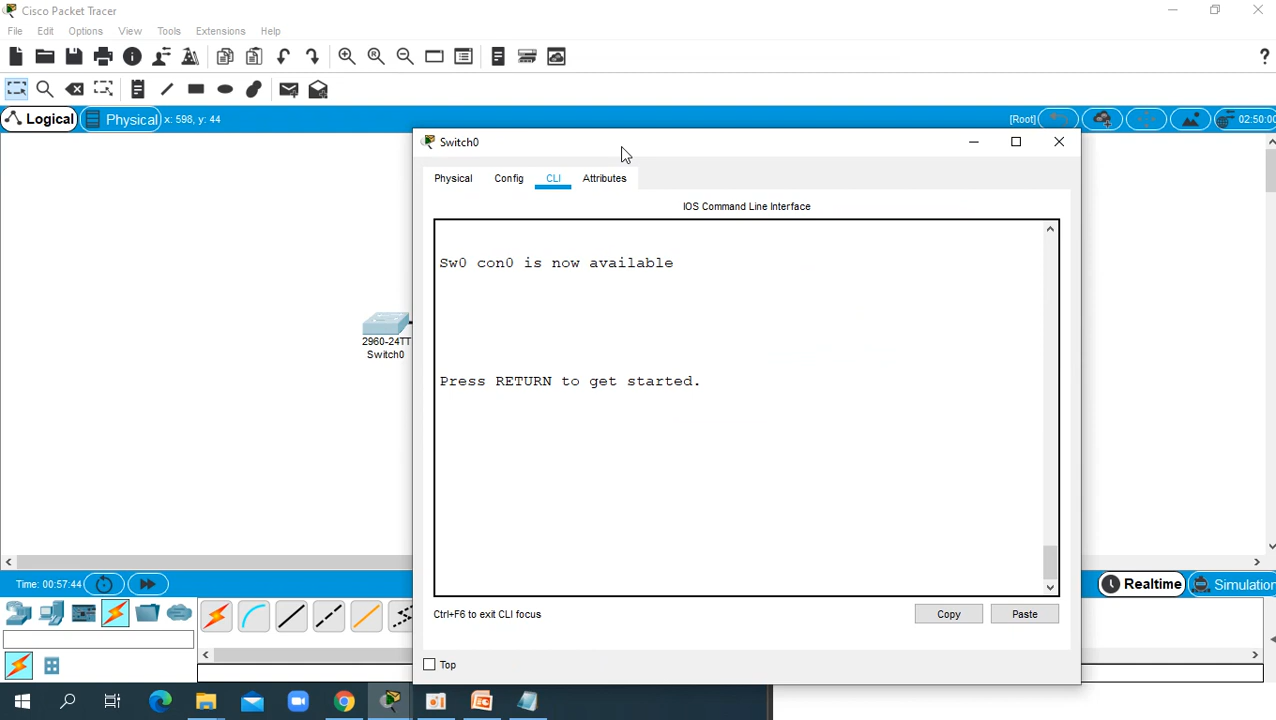 Cisco Packet Tracer
File Edit Options View Tools Extensions Help
?
Logical Physical x: 598, y: 44 [Root] 02:50:00
Switch0
Physical Config CLI Attributes
IOS Command Line Interface
Sw0 con0 is now available
Press RETURN to get started.
2960-24TT
Switch0
Ctrl+F6 to exit CLI focus Copy Paste
Top
Time: 00:57:44 Realtime Simulation